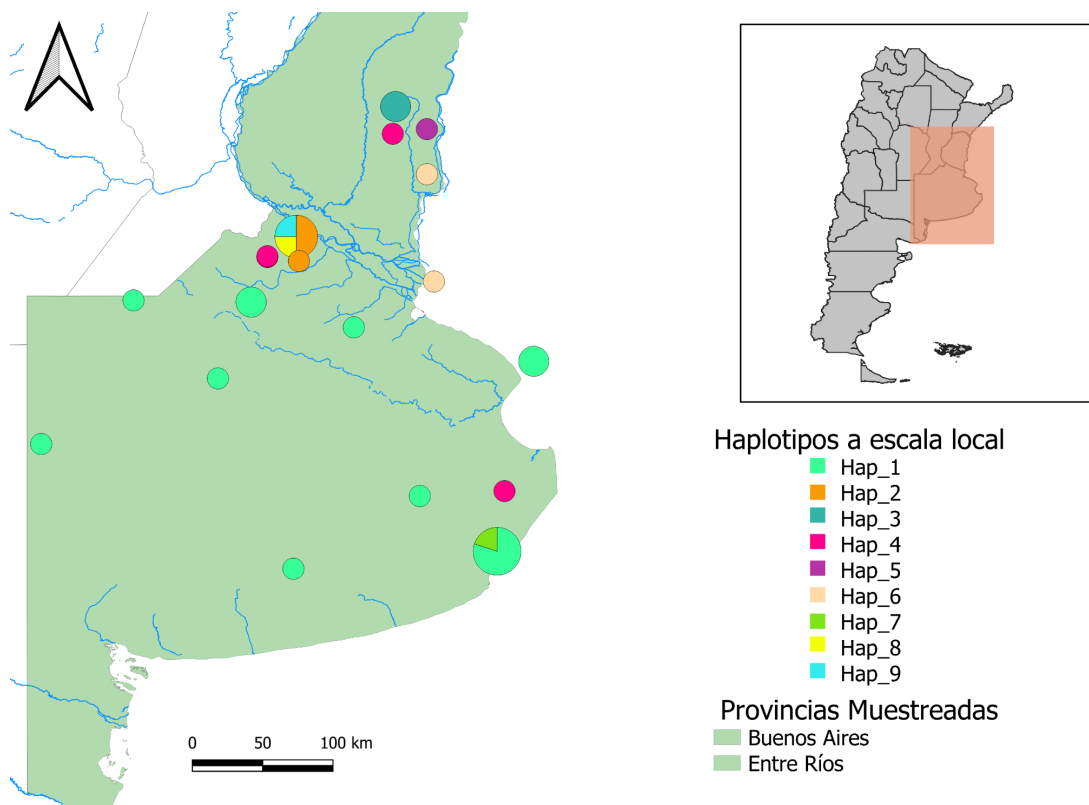 Haplotipos a escala local
Hap_1
Hap_2
Hap_3
Hap_4
Hap_5
Hap_6
Hap_7
Hap_8
Hap_9
Provincias Muestreadas
Buenos Aires
Entre Ríos
0 50 100 km